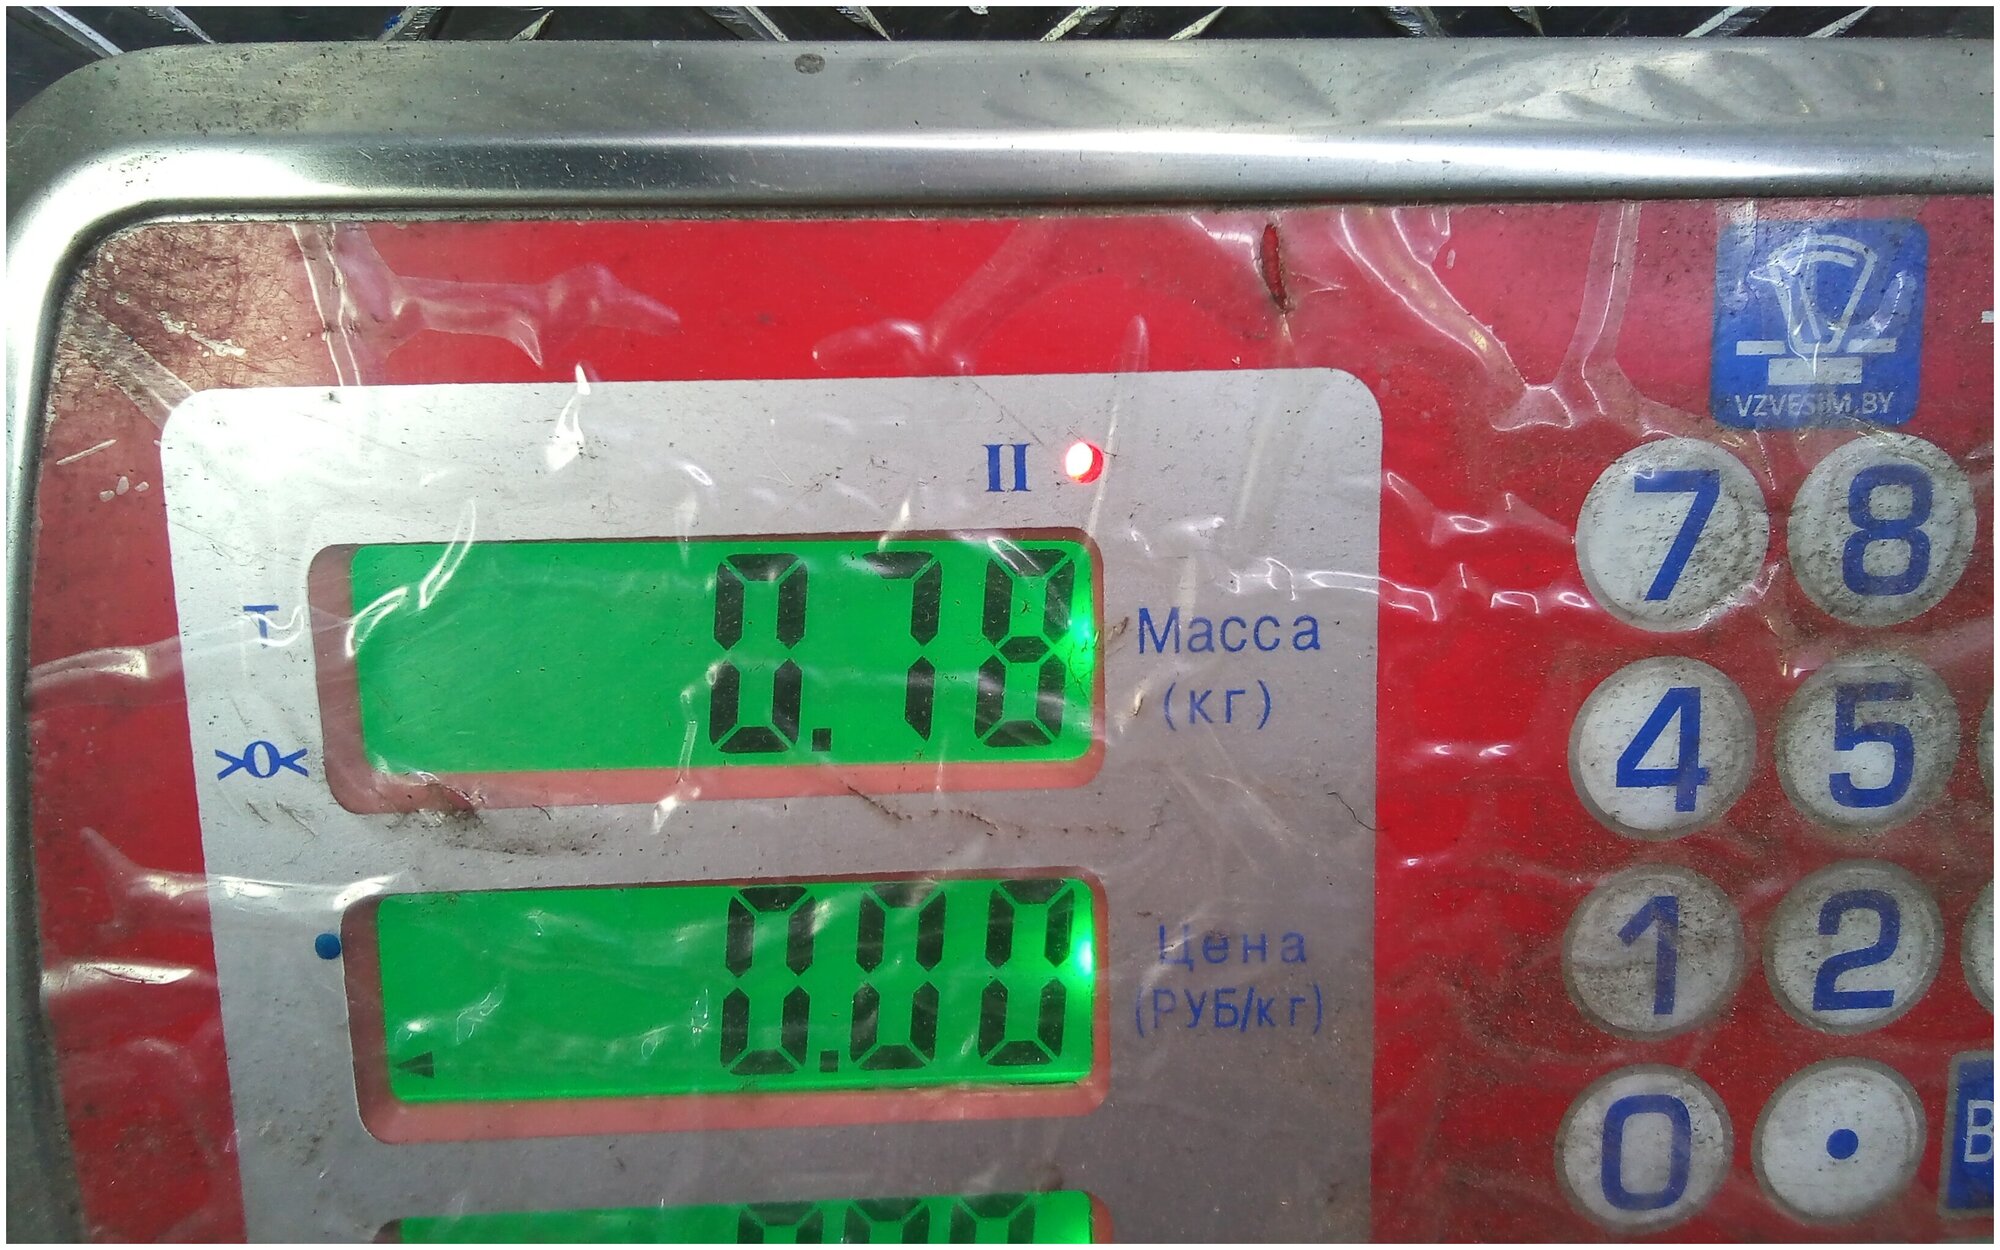 VZVESIM.BY
II
7 8
T
0.78
Масса
(кг)
4 5
>0<
0.00
Цена
(РУБ/кг)
1 2
0 .